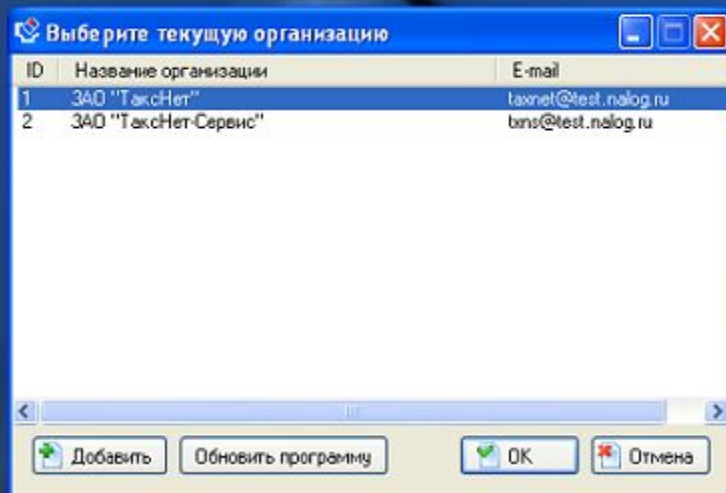 Выберите текущую организацию
ID Название организации E-mail
1 ЗАО "ТаксНет" taxnet@test.nalog.ru
2 ЗАО "ТаксНет-Сервис" txns@test.nalog.ru
Добавить Обновить программу OK Отмена